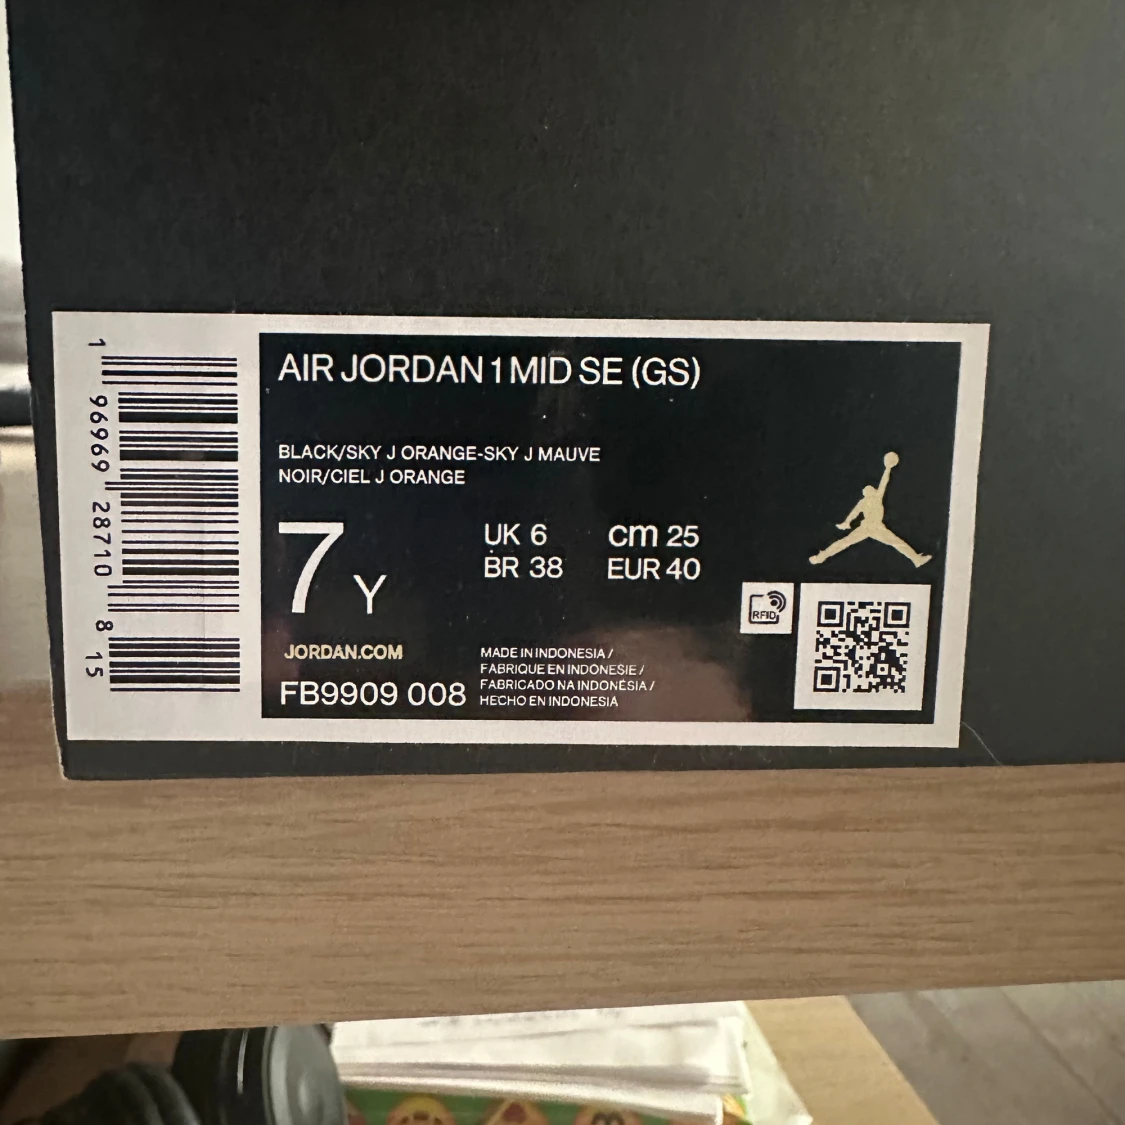 1 96969 28710 8 15
AIR JORDAN 1 MID SE (GS)
BLACK/SKY J ORANGE-SKY J MAUVE
NOIR/CIEL J ORANGE
7 Y
UK 6 cm 25
BR 38 EUR 40
RFID
JORDAN.COM
FB9909 008
MADE IN INDONESIA /
FABRIQUE EN INDONESIE /
FABRICADO NA INDONÉSIA /
HECHO EN INDONESIA